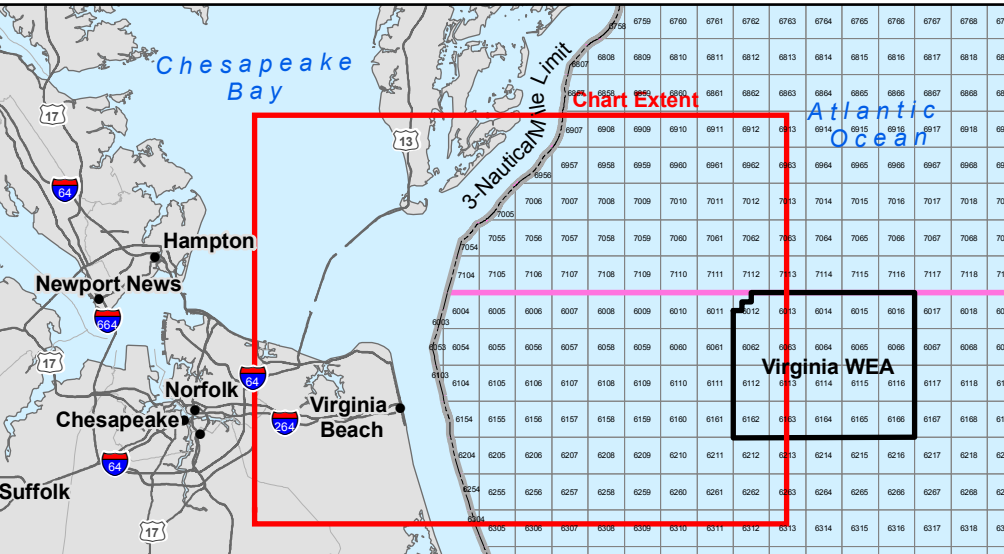 6758 6759 6760 6761 6762 6763 6764 6765 6766 6767 6768
Chesapeake
Bay
3-Nautical Mile Limit
6807 6808 6809 6810 6811 6812 6813 6814 6815 6816 6817 6818
6857 6858 6859 6860 6861 6862 6863 6864 6865 6866 6867 6868
Chart Extent
Atlantic
Ocean
17
13
6907 6908 6909 6910 6911 6912 6913 6914 6915 6916 6917 6918
6956 6957 6958 6959 6960 6961 6962 6963 6964 6965 6966 6967 6968
64
7005 7006 7007 7008 7009 7010 7011 7012 7013 7014 7015 7016 7017 7018
Hampton
7054 7055 7056 7057 7058 7059 7060 7061 7062 7063 7064 7065 7066 7067 7068
7104 7105 7106 7107 7108 7109 7110 7111 7112 7113 7114 7115 7116 7117 7118
Newport News
664
6003 6004 6005 6006 6007 6008 6009 6010 6011 6012 6013 6014 6015 6016 6017 6018
6053 6054 6055 6056 6057 6058 6059 6060 6061 6062 6063 6064 6065 6066 6067 6068
17
Virginia WEA
64
6103 6104 6105 6106 6107 6108 6109 6110 6111 6112 6113 6114 6115 6116 6117 6118
Norfolk
Virginia
Beach
Chesapeake
264
6154 6155 6156 6157 6158 6159 6160 6161 6162 6163 6164 6165 6166 6167 6168
64
6204 6205 6206 6207 6208 6209 6210 6211 6212 6213 6214 6215 6216 6217 6218
Suffolk
6254 6255 6256 6257 6258 6259 6260 6261 6262 6263 6264 6265 6266 6267 6268
17
6304 6305 6306 6307 6308 6309 6310 6311 6312 6313 6314 6315 6316 6317 6318